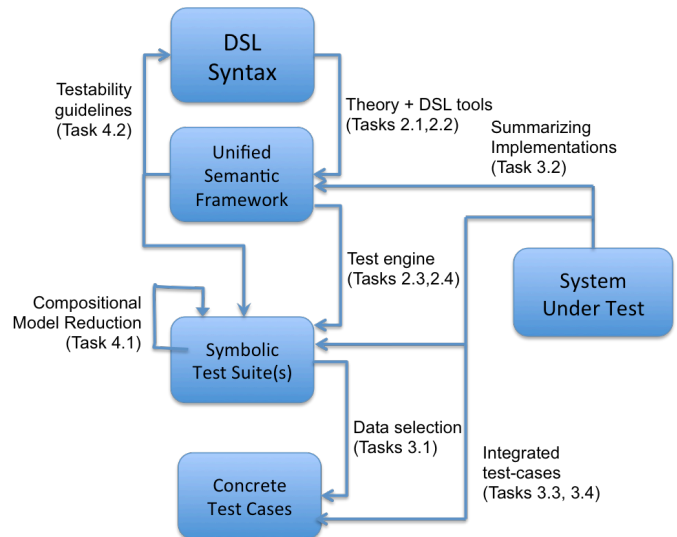 DSL
Syntax
Testability
guidelines
(Task 4.2)
Theory + DSL tools
(Tasks 2.1,2.2)
Summarizing
Implementations
(Task 3.2)
Unified
Semantic
Framework
Test engine
(Tasks 2.3,2.4)
System
Under Test
Compositional
Model Reduction
(Task 4.1)
Symbolic
Test Suite(s)
Data selection
(Tasks 3.1)
Integrated
test-cases
(Tasks 3.3, 3.4)
Concrete
Test Cases